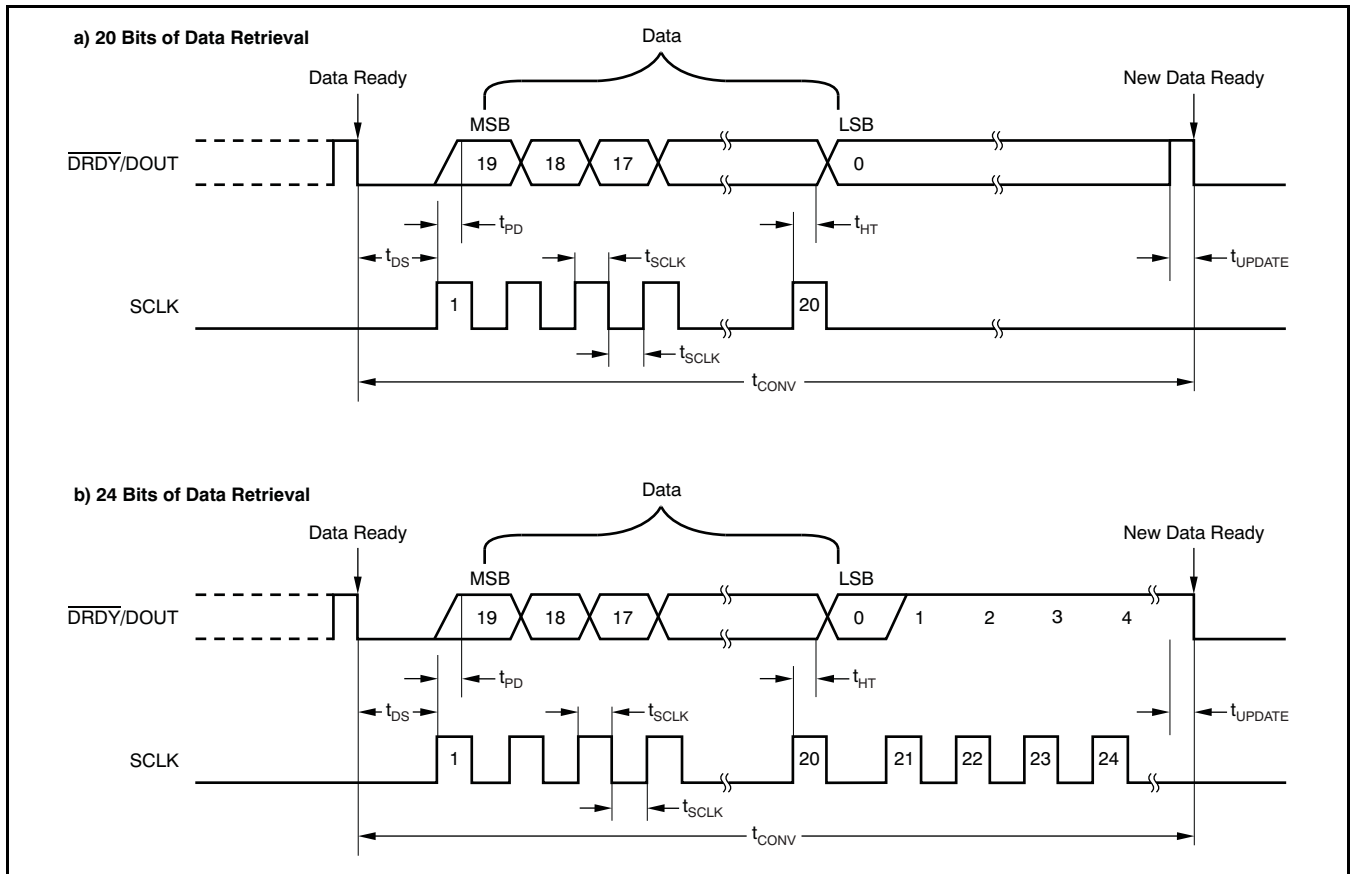 a) 20 Bits of Data Retrieval
Data
Data Ready
New Data Ready
MSB
LSB
DRDY/DOUT
19 18 17 0
tPD
tHT
tDS
tSCLK
tUPDATE
SCLK
1 20
tSCLK
tCONV
b) 24 Bits of Data Retrieval
Data
Data Ready
New Data Ready
MSB
LSB
DRDY/DOUT
19 18 17 0 1 2 3 4
tPD
tHT
tDS
tSCLK
tUPDATE
SCLK
1 20 21 22 23 24
tSCLK
tCONV